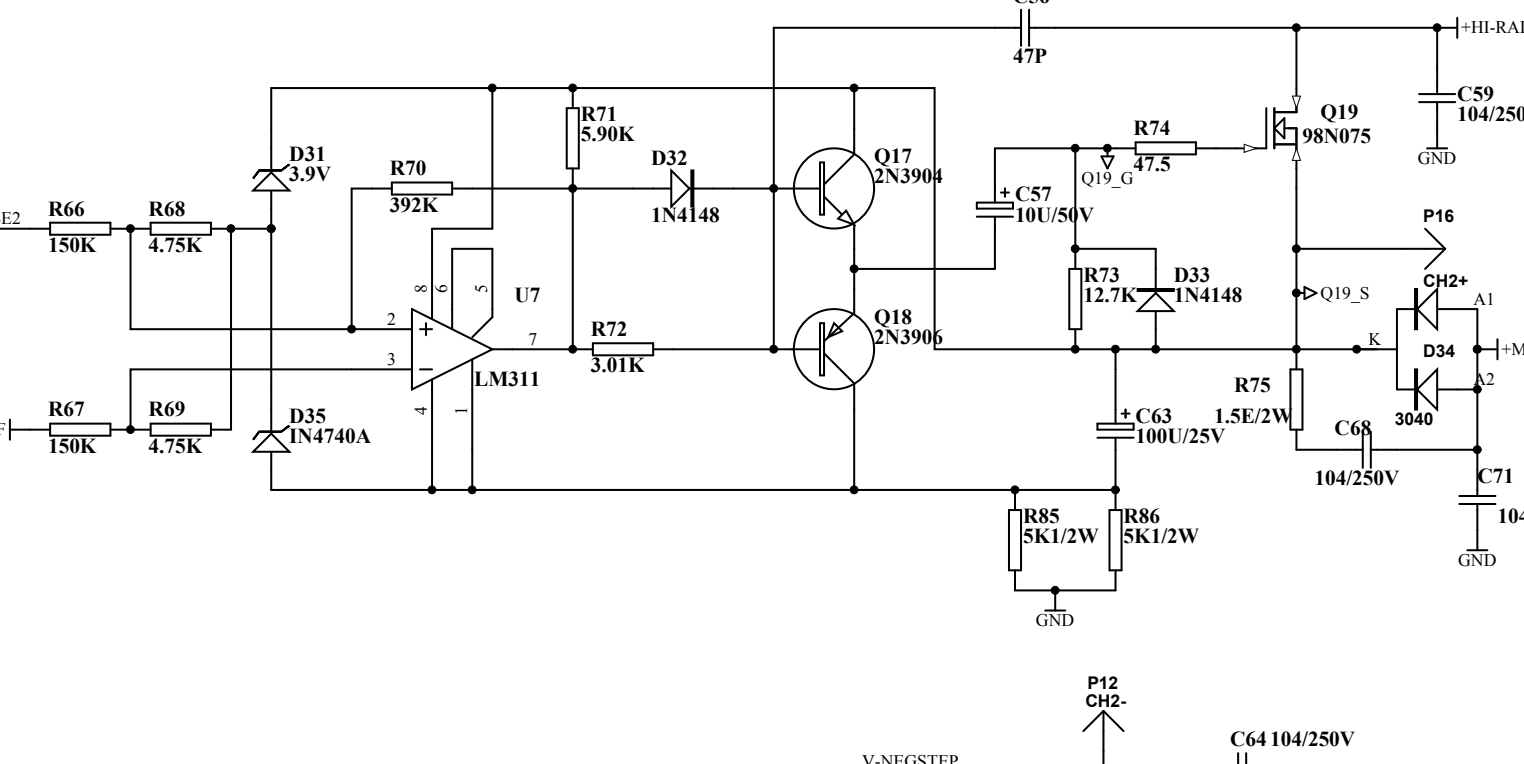 47P
+HI-RAI
C59
104/250
GND
R71
5.90K
Q19
98N075
R74
47.5
Q19_G
D31
3.9V
R70
392K
D32
1N4148
Q17
2N3904
C57
10U/50V
E2
R66
150K
R68
4.75K
P16
CH2+
R73
12.7K
D33
1N4148
Q19_S
A1
8
6
5
U7
2
3
7
4
1
LM311
R72
3.01K
Q18
2N3906
K
D34
+M
A2
3040
R75
1.5E/2W
R67
150K
R69
4.75K
D35
IN4740A
C63
100U/25V
C68
104/250V
C71
104
GND
R85
5K1/2W
R86
5K1/2W
GND
P12
CH2-
C64 104/250V
V-NEGSTEP